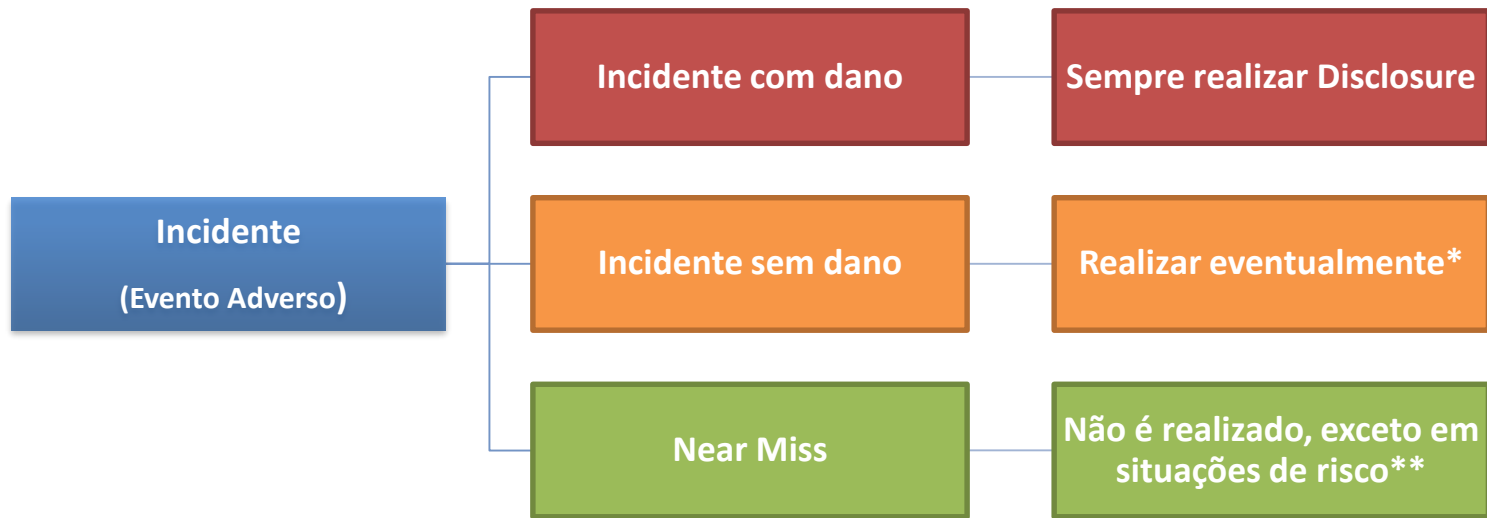 Incidente com dano
Sempre realizar Disclosure
Incidente
(Evento Adverso)
Incidente sem dano
Realizar eventualmente*
Near Miss
Não é realizado, exceto em
situações de risco**